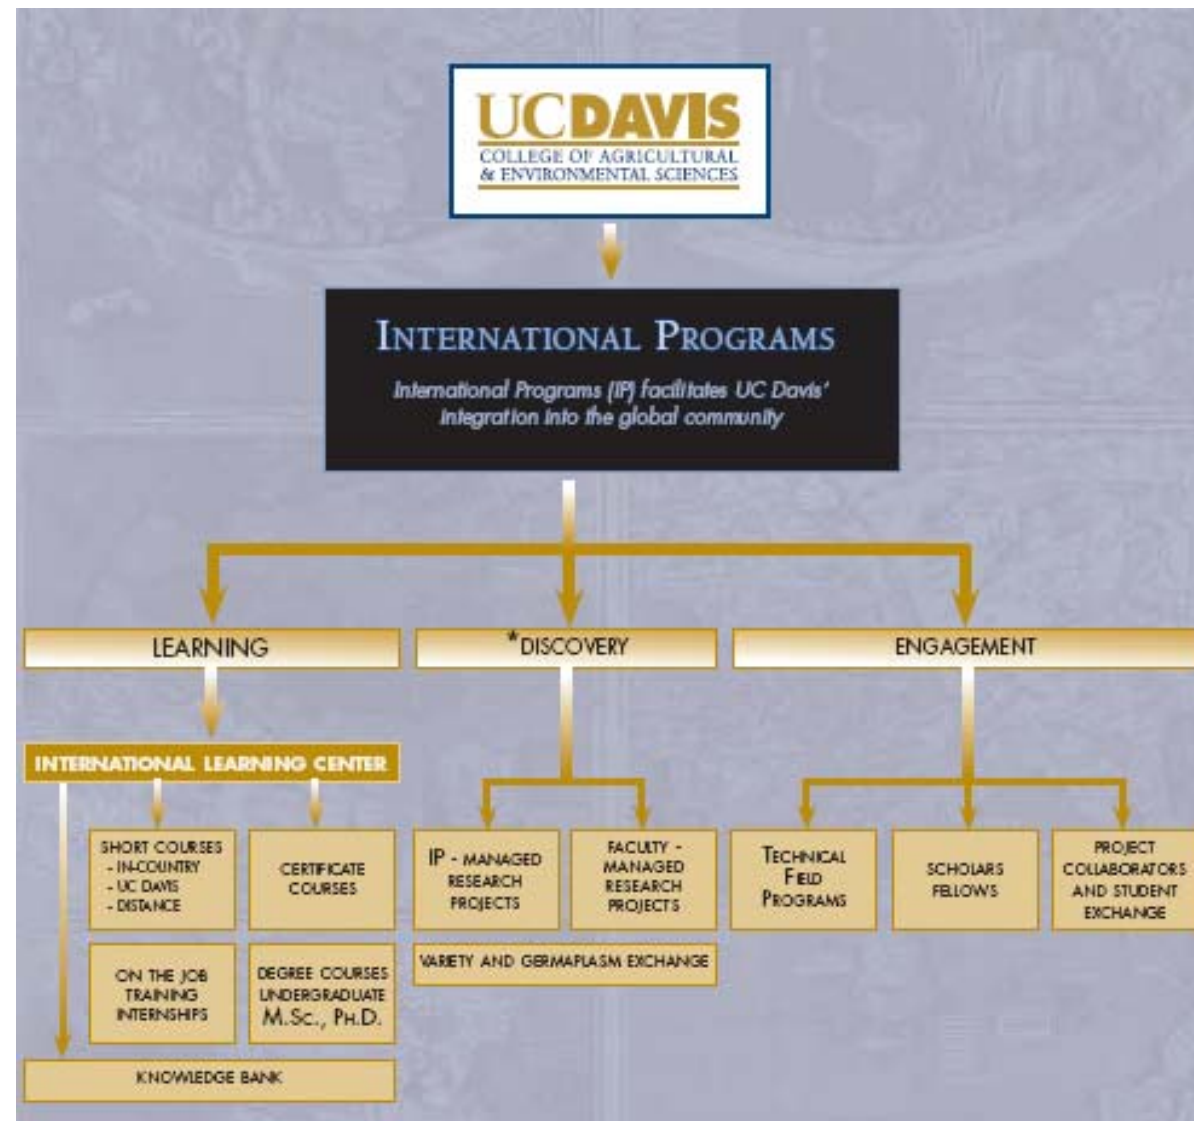 UCDAVIS
COLLEGE OF AGRICULTURAL
& ENVIRONMENTAL SCIENCES
INTERNATIONAL PROGRAMS
International Programs (IP) facilitates UC Davis'
integration into the global community
LEARNING
*DISCOVERY
ENGAGEMENT
INTERNATIONAL LEARNING CENTER
SHORT COURSES
- IN-COUNTRY
- UC DAVIS
- DISTANCE
CERTIFICATE
COURSES
IP - MANAGED
RESEARCH
PROJECTS
FACULTY -
MANAGED
RESEARCH
PROJECTS
TECHNICAL
FIELD
PROGRAMS
SCHOLARS
FELLOWS
PROJECT
COLLABORATORS
AND STUDENT
EXCHANGE
ON THE JOB
TRAINING
INTERNSHIPS
DEGREE COURSES
UNDERGRADUATE
M.SC., PH.D.
VARIETY AND GERMAPLASM EXCHANGE
KNOWLEDGE BANK